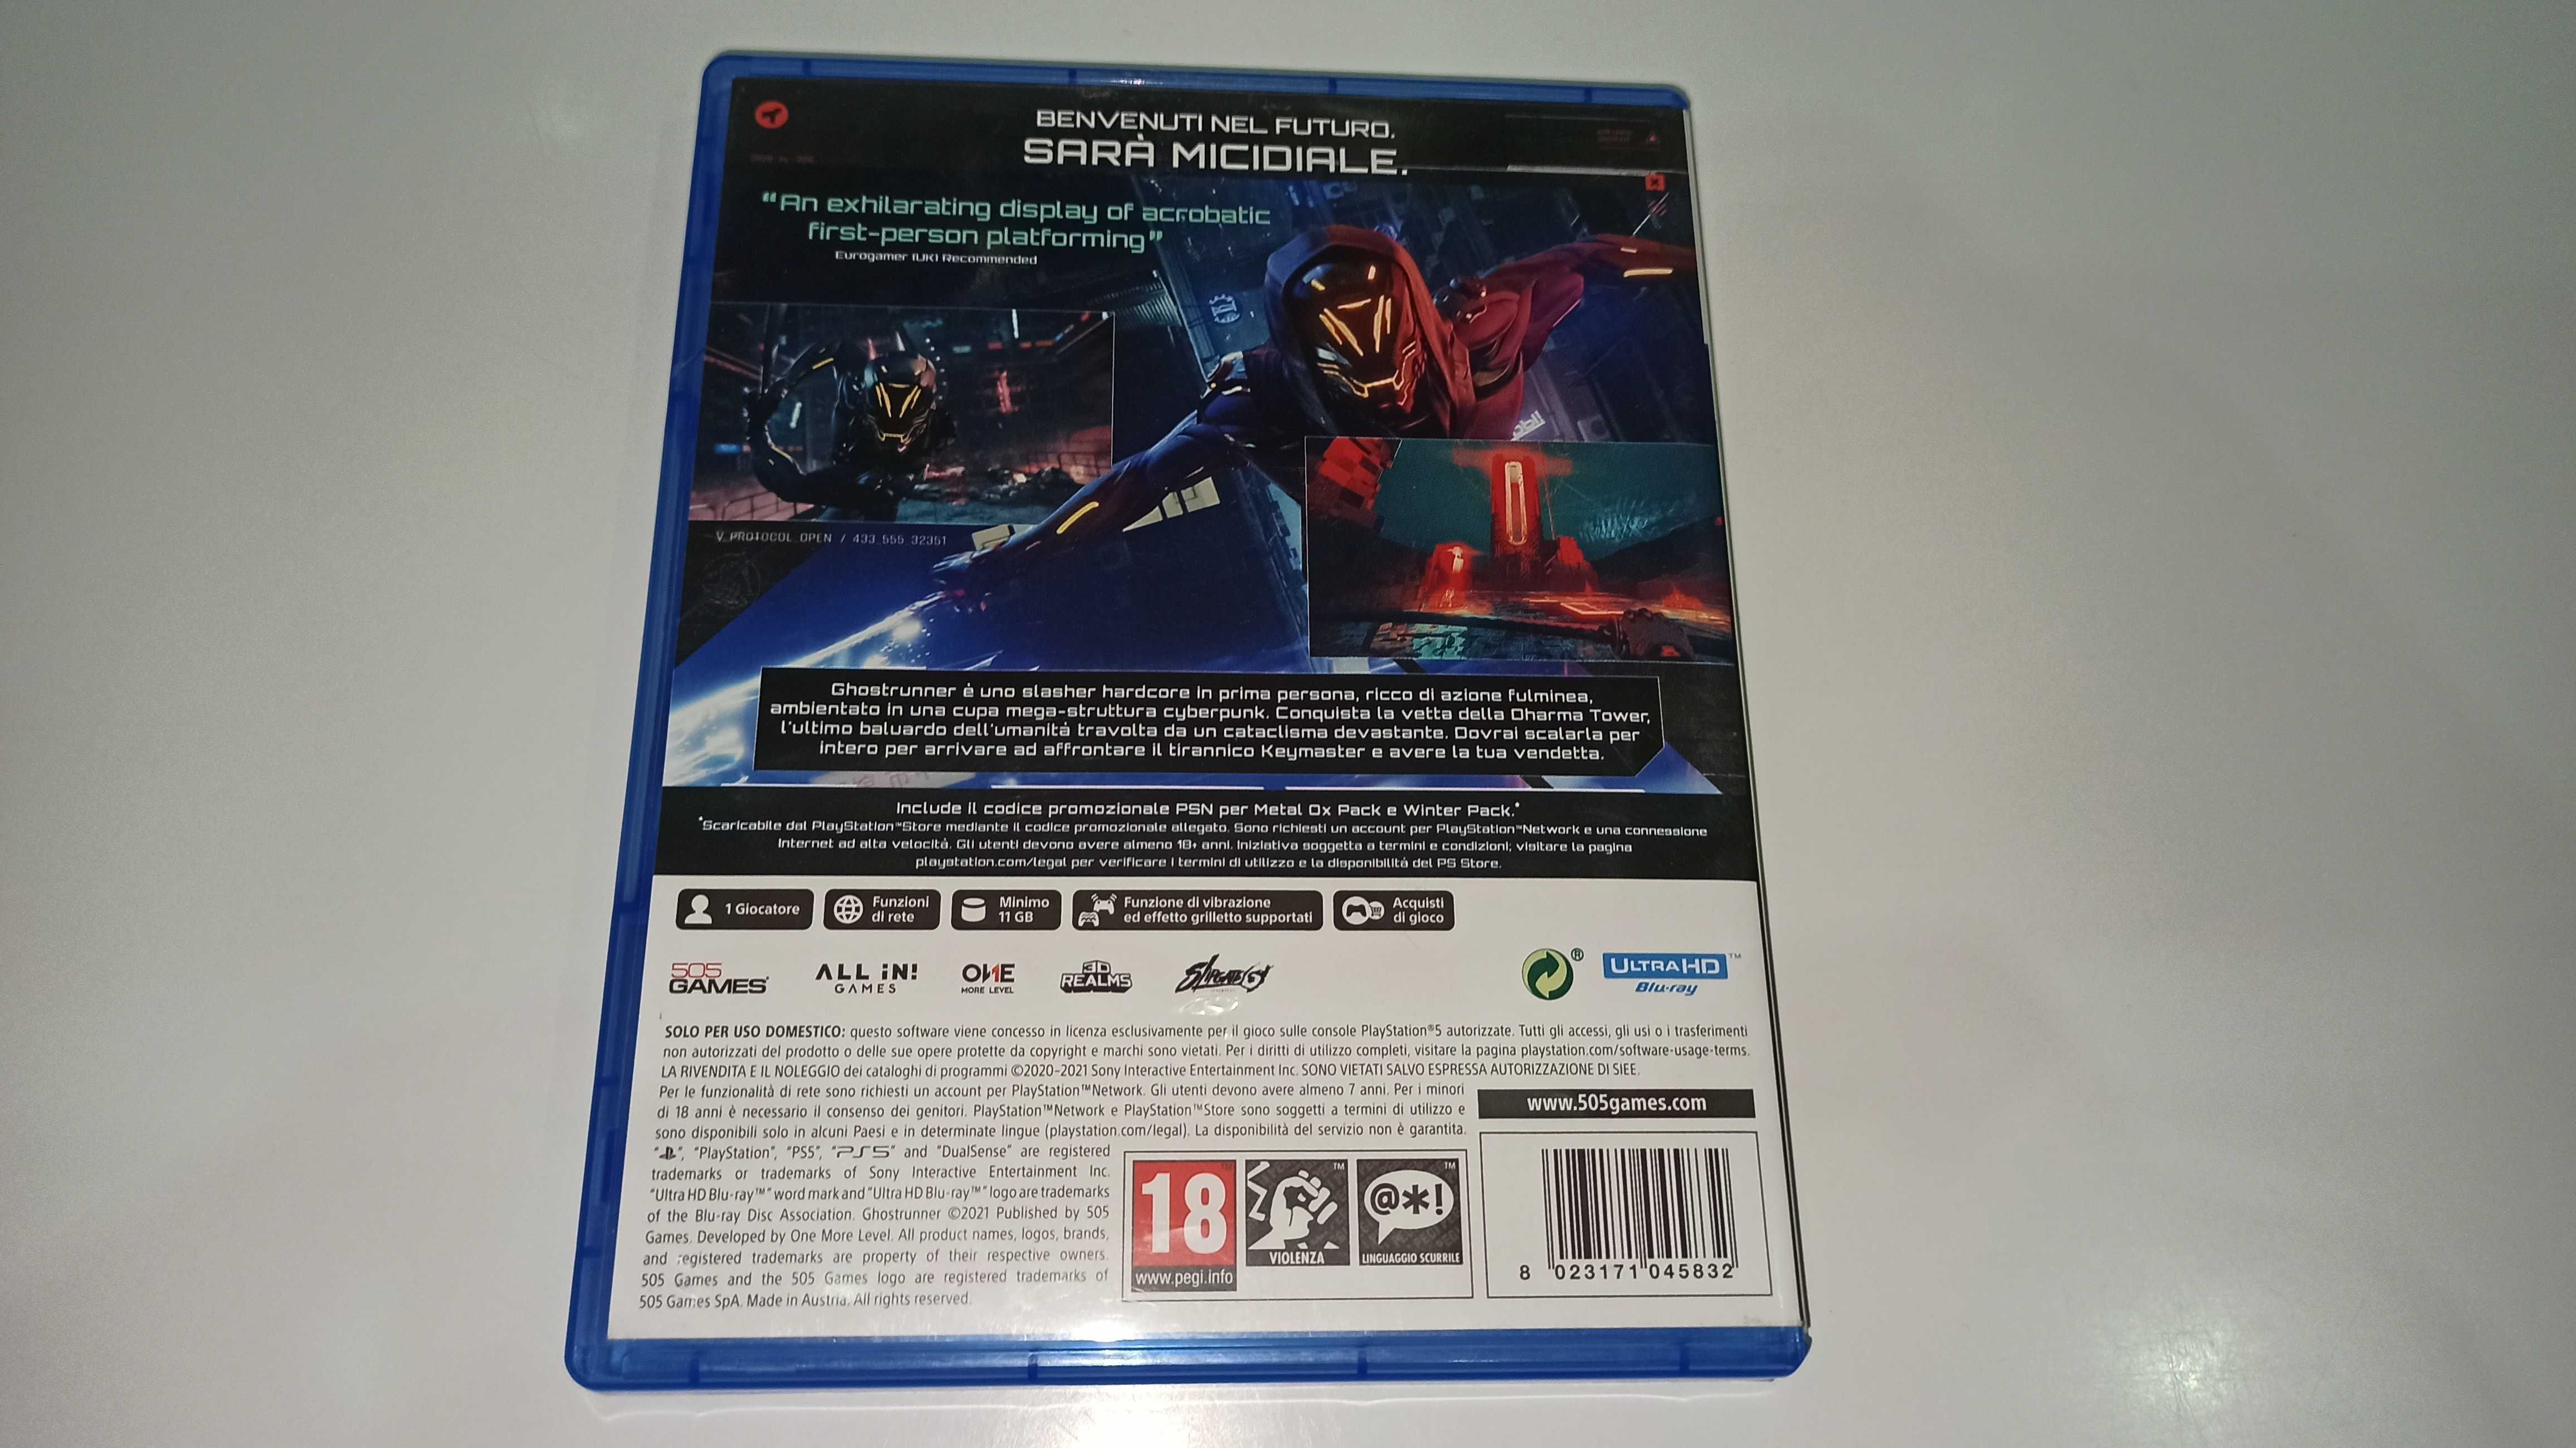 BENVENUTI NEL FUTURO.
SARÀ MICIDIALE.
“An exhilarating display of acrobatic
first-person platforming”
Eurogamer (UK) Recommended
V_PROTOCOL_OPEN / 433_555_32351
Ghostrunner è uno slasher hardcore in prima persona, ricco di azione fulminea,
ambientato in una cupa mega-struttura cyberpunk. Conquista la vetta della Dharma Tower,
l'ultimo baluardo dell'umanità travolta da un cataclisma devastante. Dovrai scalarla per
intero per arrivare ad affrontare il tirannico Keymaster e avere la tua vendetta.
Include il codice promozionale PSN per Metal Ox Pack e Winter Pack.*
*Scaricabile dal PlayStation™Store mediante il codice promozionale allegato. Sono richiesti un account per PlayStation™Network e una connessione
Internet ad alta velocità. Gli utenti devono avere almeno 18+ anni. Iniziativa soggetta a termini e condizioni; visitare la pagina
playstation.com/legal per verificare i termini di utilizzo e la disponibilità del PS Store.
1 Giocatore
Funzioni
di rete
Minimo
11 GB
Funzione di vibrazione
ed effetto grilletto supportati
Acquisti
di gioco
505
GAMES
ALL iN!
GAMES
ONE
MORE LEVEL
3D
REALMS
SLIPGATE
®
ULTRA HD ™
Blu-ray
SOLO PER USO DOMESTICO: questo software viene concesso in licenza esclusivamente per il gioco sulle console PlayStation®5 autorizzate. Tutti gli accessi, gli usi o i trasferimenti
non autorizzati del prodotto o delle sue opere protette da copyright e marchi sono vietati. Per i diritti di utilizzo completi, visitare la pagina playstation.com/software-usage-terms.
LA RIVENDITA E IL NOLEGGIO dei cataloghi di programmi ©2020-2021 Sony Interactive Entertainment Inc. SONO VIETATI SALVO ESPRESSA AUTORIZZAZIONE DI SIEE.
Per le funzionalità di rete sono richiesti un account per PlayStation™Network. Gli utenti devono avere almeno 7 anni. Per i minori
di 18 anni è necessario il consenso dei genitori. PlayStation™Network e PlayStation™Store sono soggetti a termini di utilizzo e
sono disponibili solo in alcuni Paesi e in determinate lingue (playstation.com/legal). La disponibilità del servizio non è garantita.
“PS”, “PlayStation”, “PS5”, “PS5” and “DualSense” are registered
trademarks or trademarks of Sony Interactive Entertainment Inc.
“Ultra HD Blu-ray™” word mark and “Ultra HD Blu-ray™” logo are trademarks
of the Blu-ray Disc Association. Ghostrunner ©2021 Published by 505
Games. Developed by One More Level. All product names, logos, brands,
and registered trademarks are property of their respective owners.
505 Games and the 505 Games logo are registered trademarks of
505 Games SpA. Made in Austria. All rights reserved.
www.505games.com
18
www.pegi.info
VIOLENZA
@*!
LINGUAGGIO SCURRILE
8 023171 045832